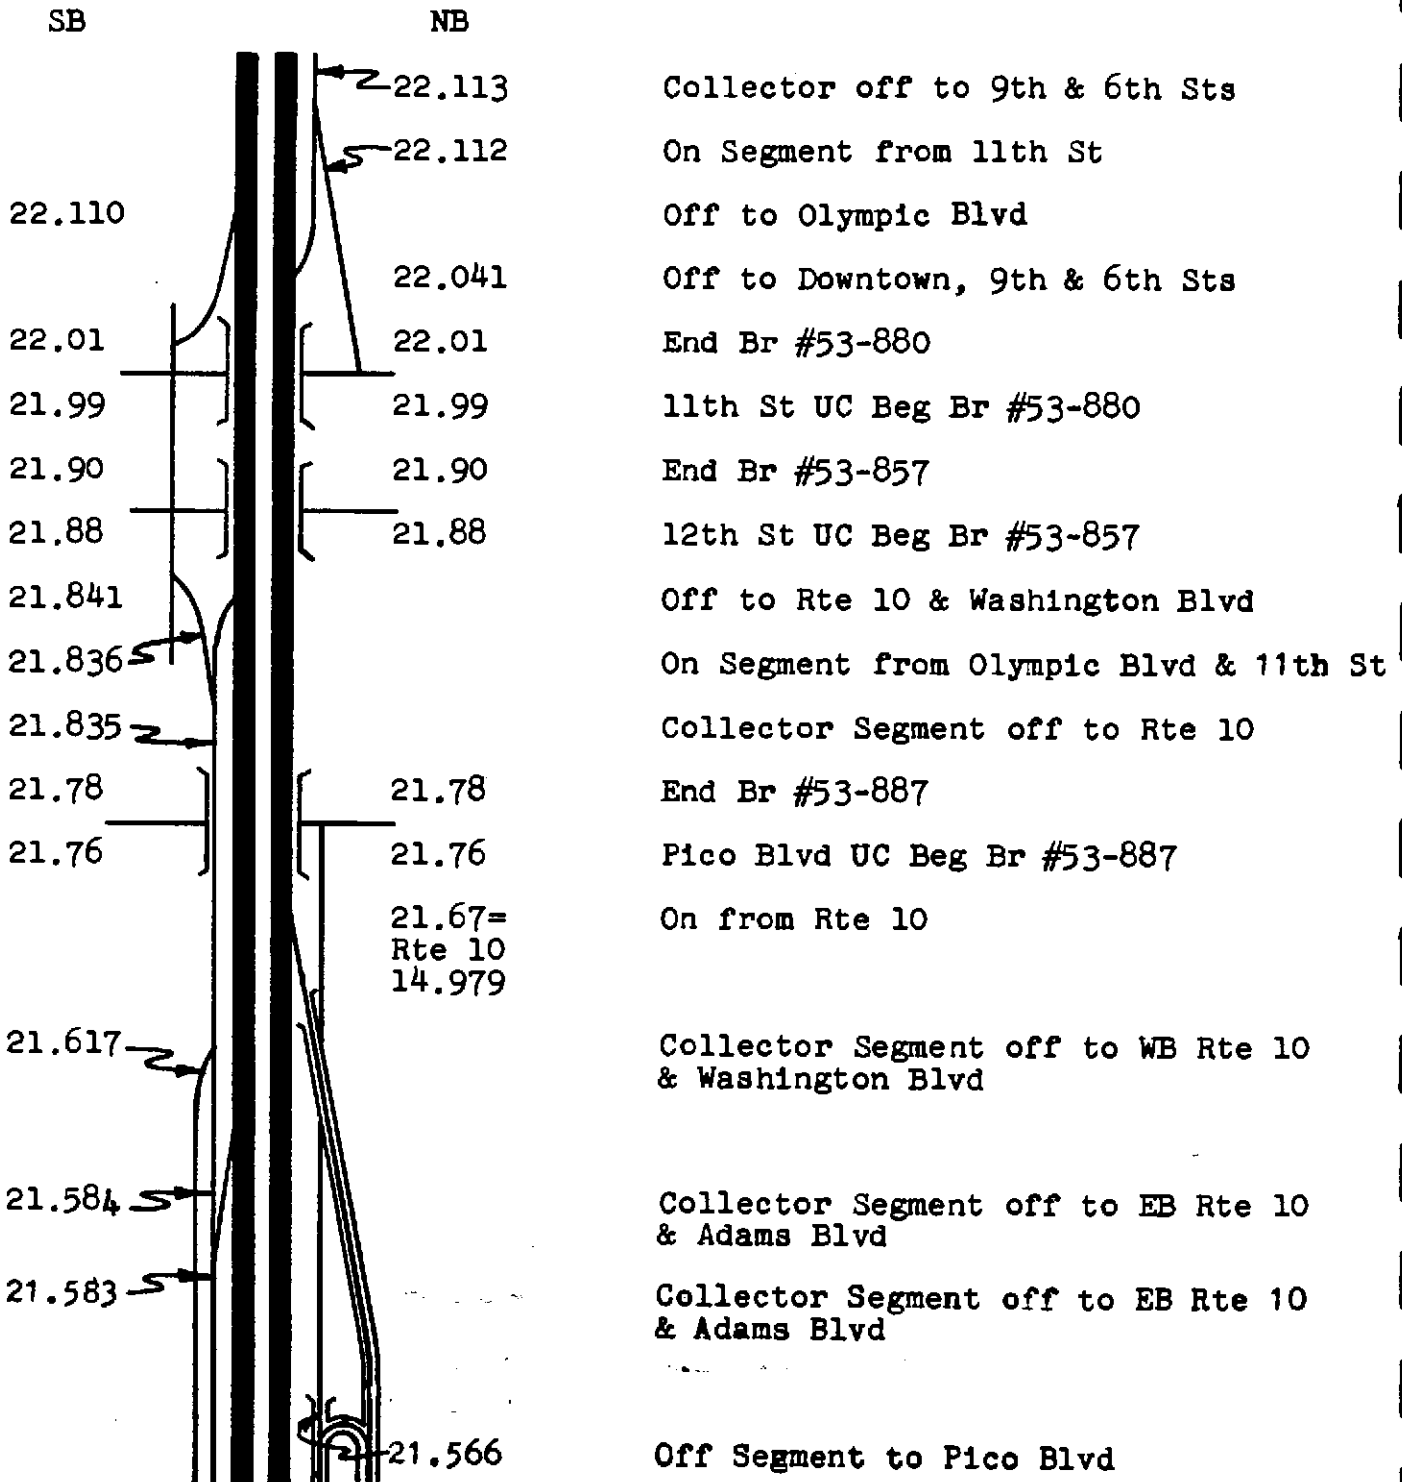 SB NB
22.113 Collector off to 9th & 6th Sts
22.112 On Segment from 11th St
22.110 Off to Olympic Blvd
22.041 Off to Downtown, 9th & 6th Sts
22.01 22.01 End Br #53-880
21.99 21.99 11th St UC Beg Br #53-880
21.90 21.90 End Br #53-857
21.88 21.88 12th St UC Beg Br #53-857
21.841 Off to Rte 10 & Washington Blvd
21.836 On Segment from Olympic Blvd & 11th St
21.835 Collector Segment off to Rte 10
21.78 21.78 End Br #53-887
21.76 21.76 Pico Blvd UC Beg Br #53-887
21.67= On from Rte 10
Rte 10
14.979
21.617 Collector Segment off to WB Rte 10
& Washington Blvd
21.584 Collector Segment off to EB Rte 10
& Adams Blvd
21.583 Collector Segment off to EB Rte 10
& Adams Blvd
21.566 Off Segment to Pico Blvd